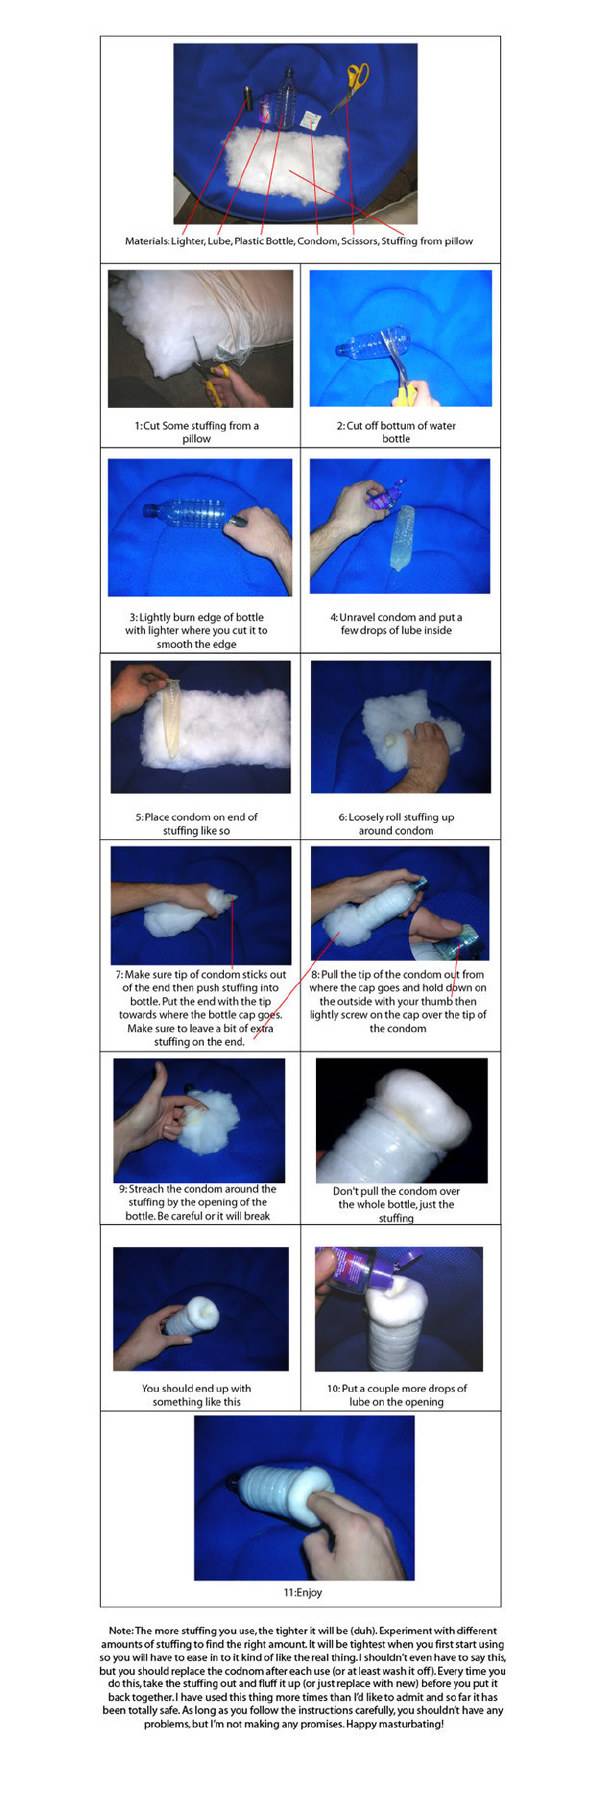 Materials: Lighter, Lube, Plastic Bottle, Condom, Scissors, Stuffing from pillow
1:Cut Some stuffing from a
pillow
2: Cut off bottum of water
bottle
3: Lightly burn edge of bottle
with lighter where you cut it to
smooth the edge
4: Unravel condom and put a
few drops of lube inside
5: Place condom on end of
stuffing like so
6: Loosely roll stuffing up
around condom
7: Make sure tip of condom sticks out
of the end then push stuffing into
bottle. Put the end with the tip
towards where the bottle cap goes.
Make sure to leave a bit of extra
stuffing on the end.
8: Pull the tip of the condom out from
where the cap goes and hold down on
the outside with your thumb then
lightly screw on the cap over the tip of
the condom
9: Streach the condom around the
stuffing by the opening of the
bottle. Be careful or it will break
Don't pull the condom over
the whole bottle, just the
stuffing
You should end up with
something like this
10: Put a couple more drops of
lube on the opening
11:Enjoy
Note: The more stuffing you use, the tighter it will be (duh). Experiment with different
amounts of stuffing to find the right amount. It will be tightest when you first start using
so you will have to ease in to it kind of like the real thing. I shouldn't even have to say this,
but you should replace the codnom after each use (or at least wash it off). Every time you
do this, take the stuffing out and fluff it up (or just replace with new) before you put it
back together. I have used this thing more times than I'd like to admit and so far it has
been totally safe. As long as you follow the instructions carefully, you shouldn't have any
problems, but I'm not making any promises. Happy masturbating!